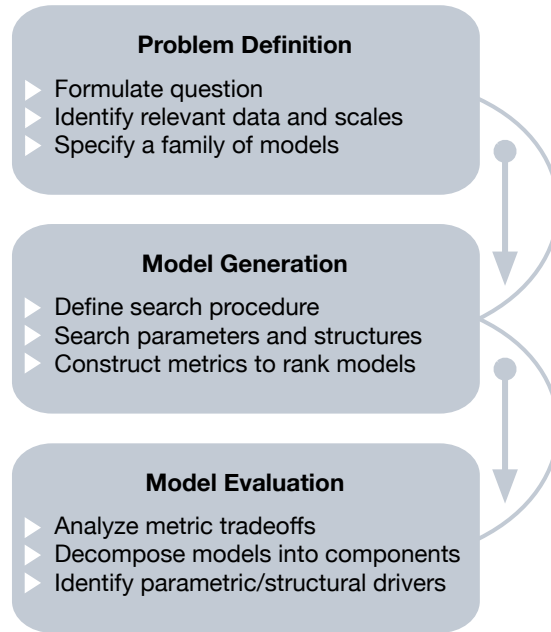 Problem Definition
Formulate question
Identify relevant data and scales
Specify a family of models
Model Generation
Define search procedure
Search parameters and structures
Construct metrics to rank models
Model Evaluation
Analyze metric tradeoffs
Decompose models into components
Identify parametric/structural drivers